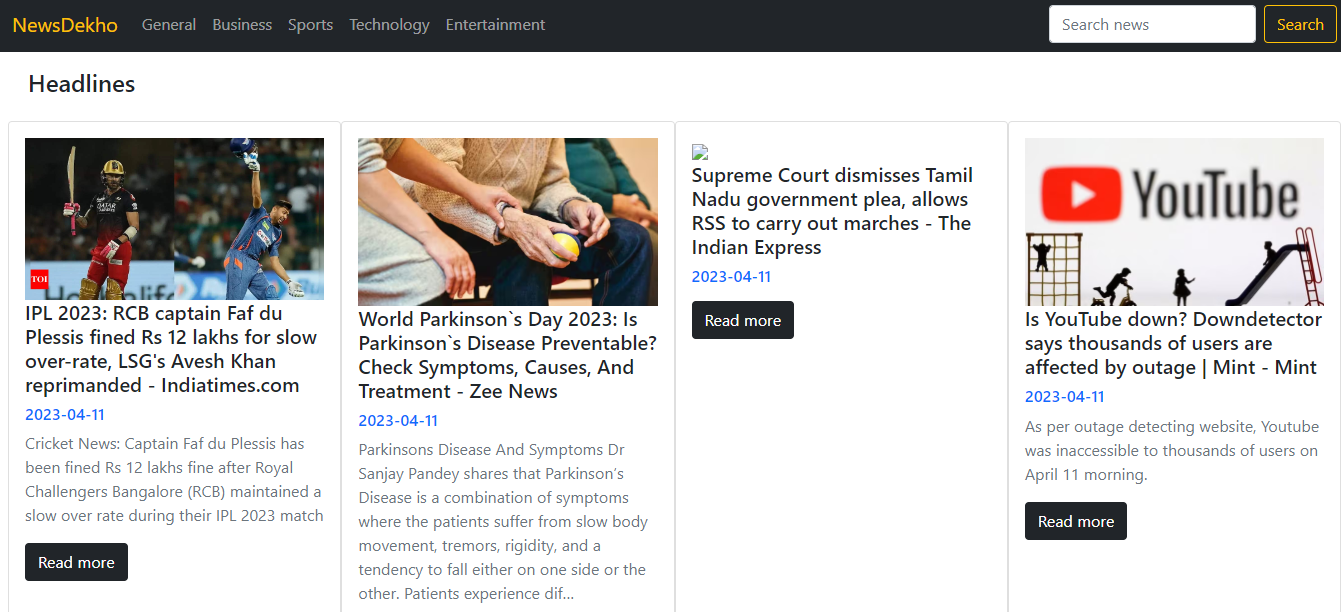 NewsDekho General Business Sports Technology Entertainment Search news Search
Headlines
TOI
IPL 2023: RCB captain Faf du
Plessis fined Rs 12 lakhs for slow
over-rate, LSG's Avesh Khan
reprimanded - Indiatimes.com
2023-04-11
Cricket News: Captain Faf du Plessis has
been fined Rs 12 lakhs fine after Royal
Challengers Bangalore (RCB) maintained a
slow over rate during their IPL 2023 match
Read more
World Parkinson`s Day 2023: Is
Parkinson`s Disease Preventable?
Check Symptoms, Causes, And
Treatment - Zee News
2023-04-11
Parkinsons Disease And Symptoms Dr
Sanjay Pandey shares that Parkinson’s
Disease is a combination of symptoms
where the patients suffer from slow body
movement, tremors, rigidity, and a
tendency to fall either on one side or the
other. Patients experience dif...
Supreme Court dismisses Tamil
Nadu government plea, allows
RSS to carry out marches - The
Indian Express
2023-04-11
Read more
YouTube
Is YouTube down? Downdetector
says thousands of users are
affected by outage | Mint - Mint
2023-04-11
As per outage detecting website, Youtube
was inaccessible to thousands of users on
April 11 morning.
Read more